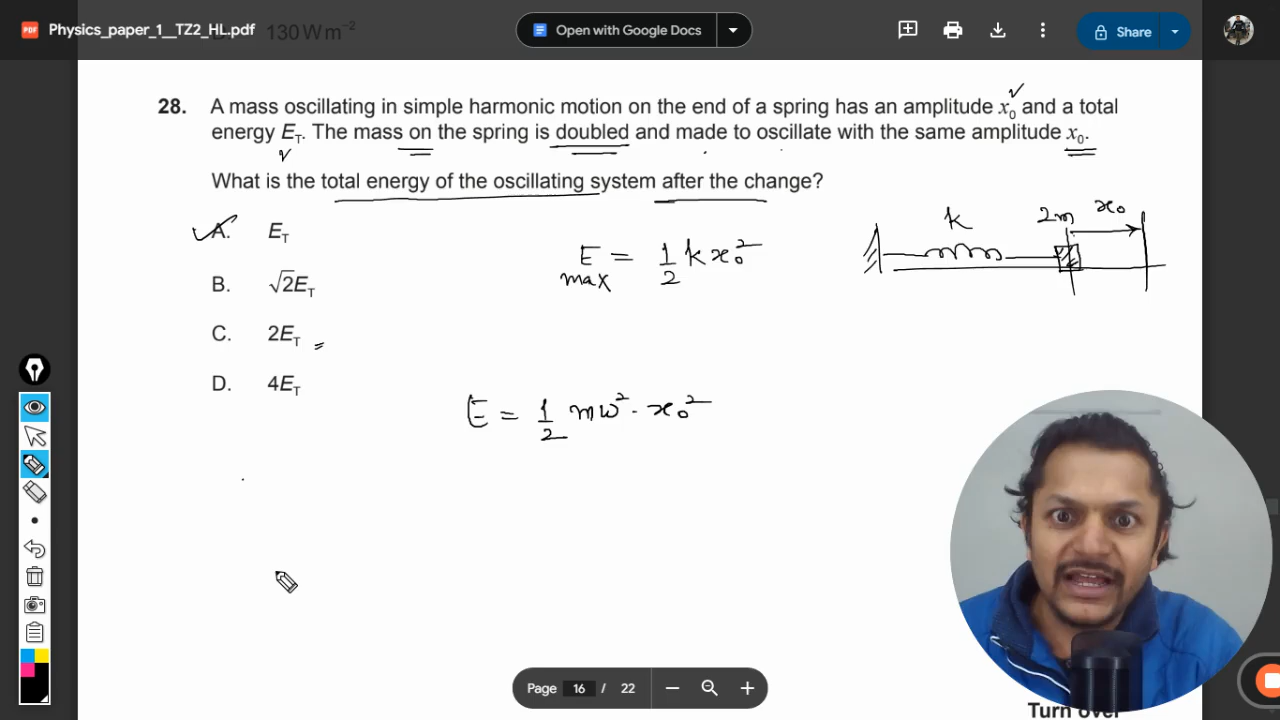 Physics_paper_1__TZ2_HL.pdf
130 W m⁻²
Open with Google Docs
Share
28. A mass oscillating in simple harmonic motion on the end of a spring has an amplitude x₀ and a total
energy E_T. The mass on the spring is doubled and made to oscillate with the same amplitude x₀.
What is the total energy of the oscillating system after the change?
A. E_T
B. √2E_T
C. 2E_T
D. 4E_T
E max = 1/2 k x₀²
k
2m
x₀
E = 1/2 mω² · x₀²
Page 16 / 22
Turn over